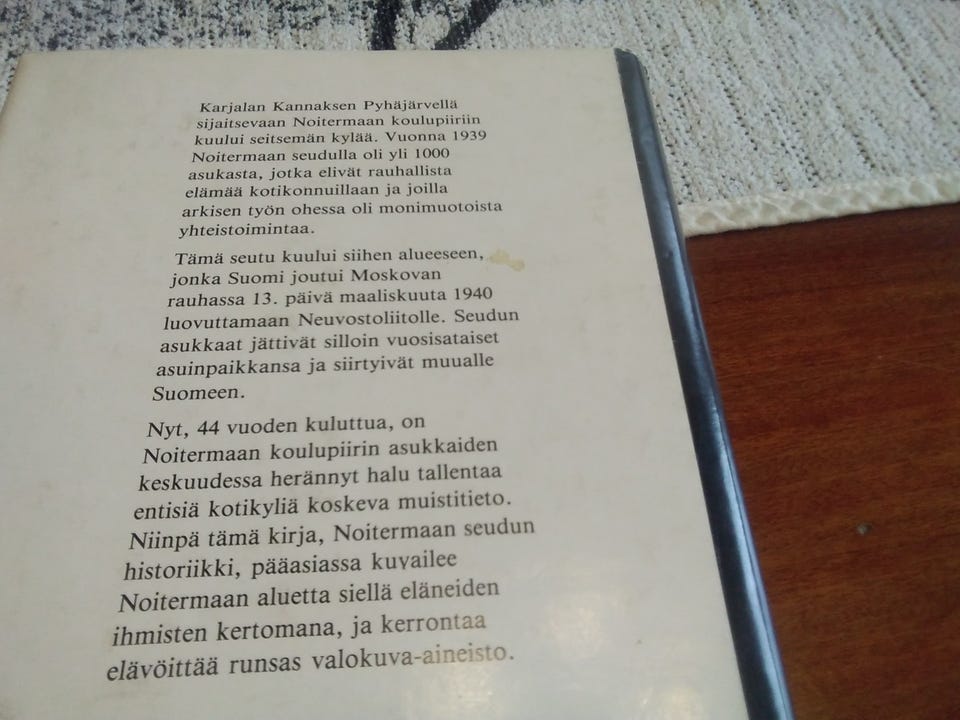 Karjalan Kannaksen Pyhäjärvellä
sijaitsevaan Noitermaan koulupiiriin
kuului seitsemän kylää. Vuonna 1939
Noitermaan seudulla oli yli 1000
asukasta, jotka elivät rauhallista
elämää kotikonnuillaan ja joilla
arkisen työn ohessa oli monimuotoista
yhteistoimintaa.
Tämä seutu kuului siihen alueeseen,
jonka Suomi joutui Moskovan
rauhassa 13. päivä maaliskuuta 1940
luovuttamaan Neuvostoliitolle. Seudun
asukkaat jättivät silloin vuosisataiset
asuinpaikkansa ja siirtyivät muualle
Suomeen.
Nyt, 44 vuoden kuluttua, on
Noitermaan koulupiirin asukkaiden
keskuudessa herännyt halu tallentaa
entisiä kotikyliä koskeva muistitieto.
Niinpä tämä kirja, Noitermaan seudun
historiikki, pääasiassa kuvailee
Noitermaan aluetta siellä eläneiden
ihmisten kertomana, ja kerrontaa
elävöittää runsas valokuva-aineisto.